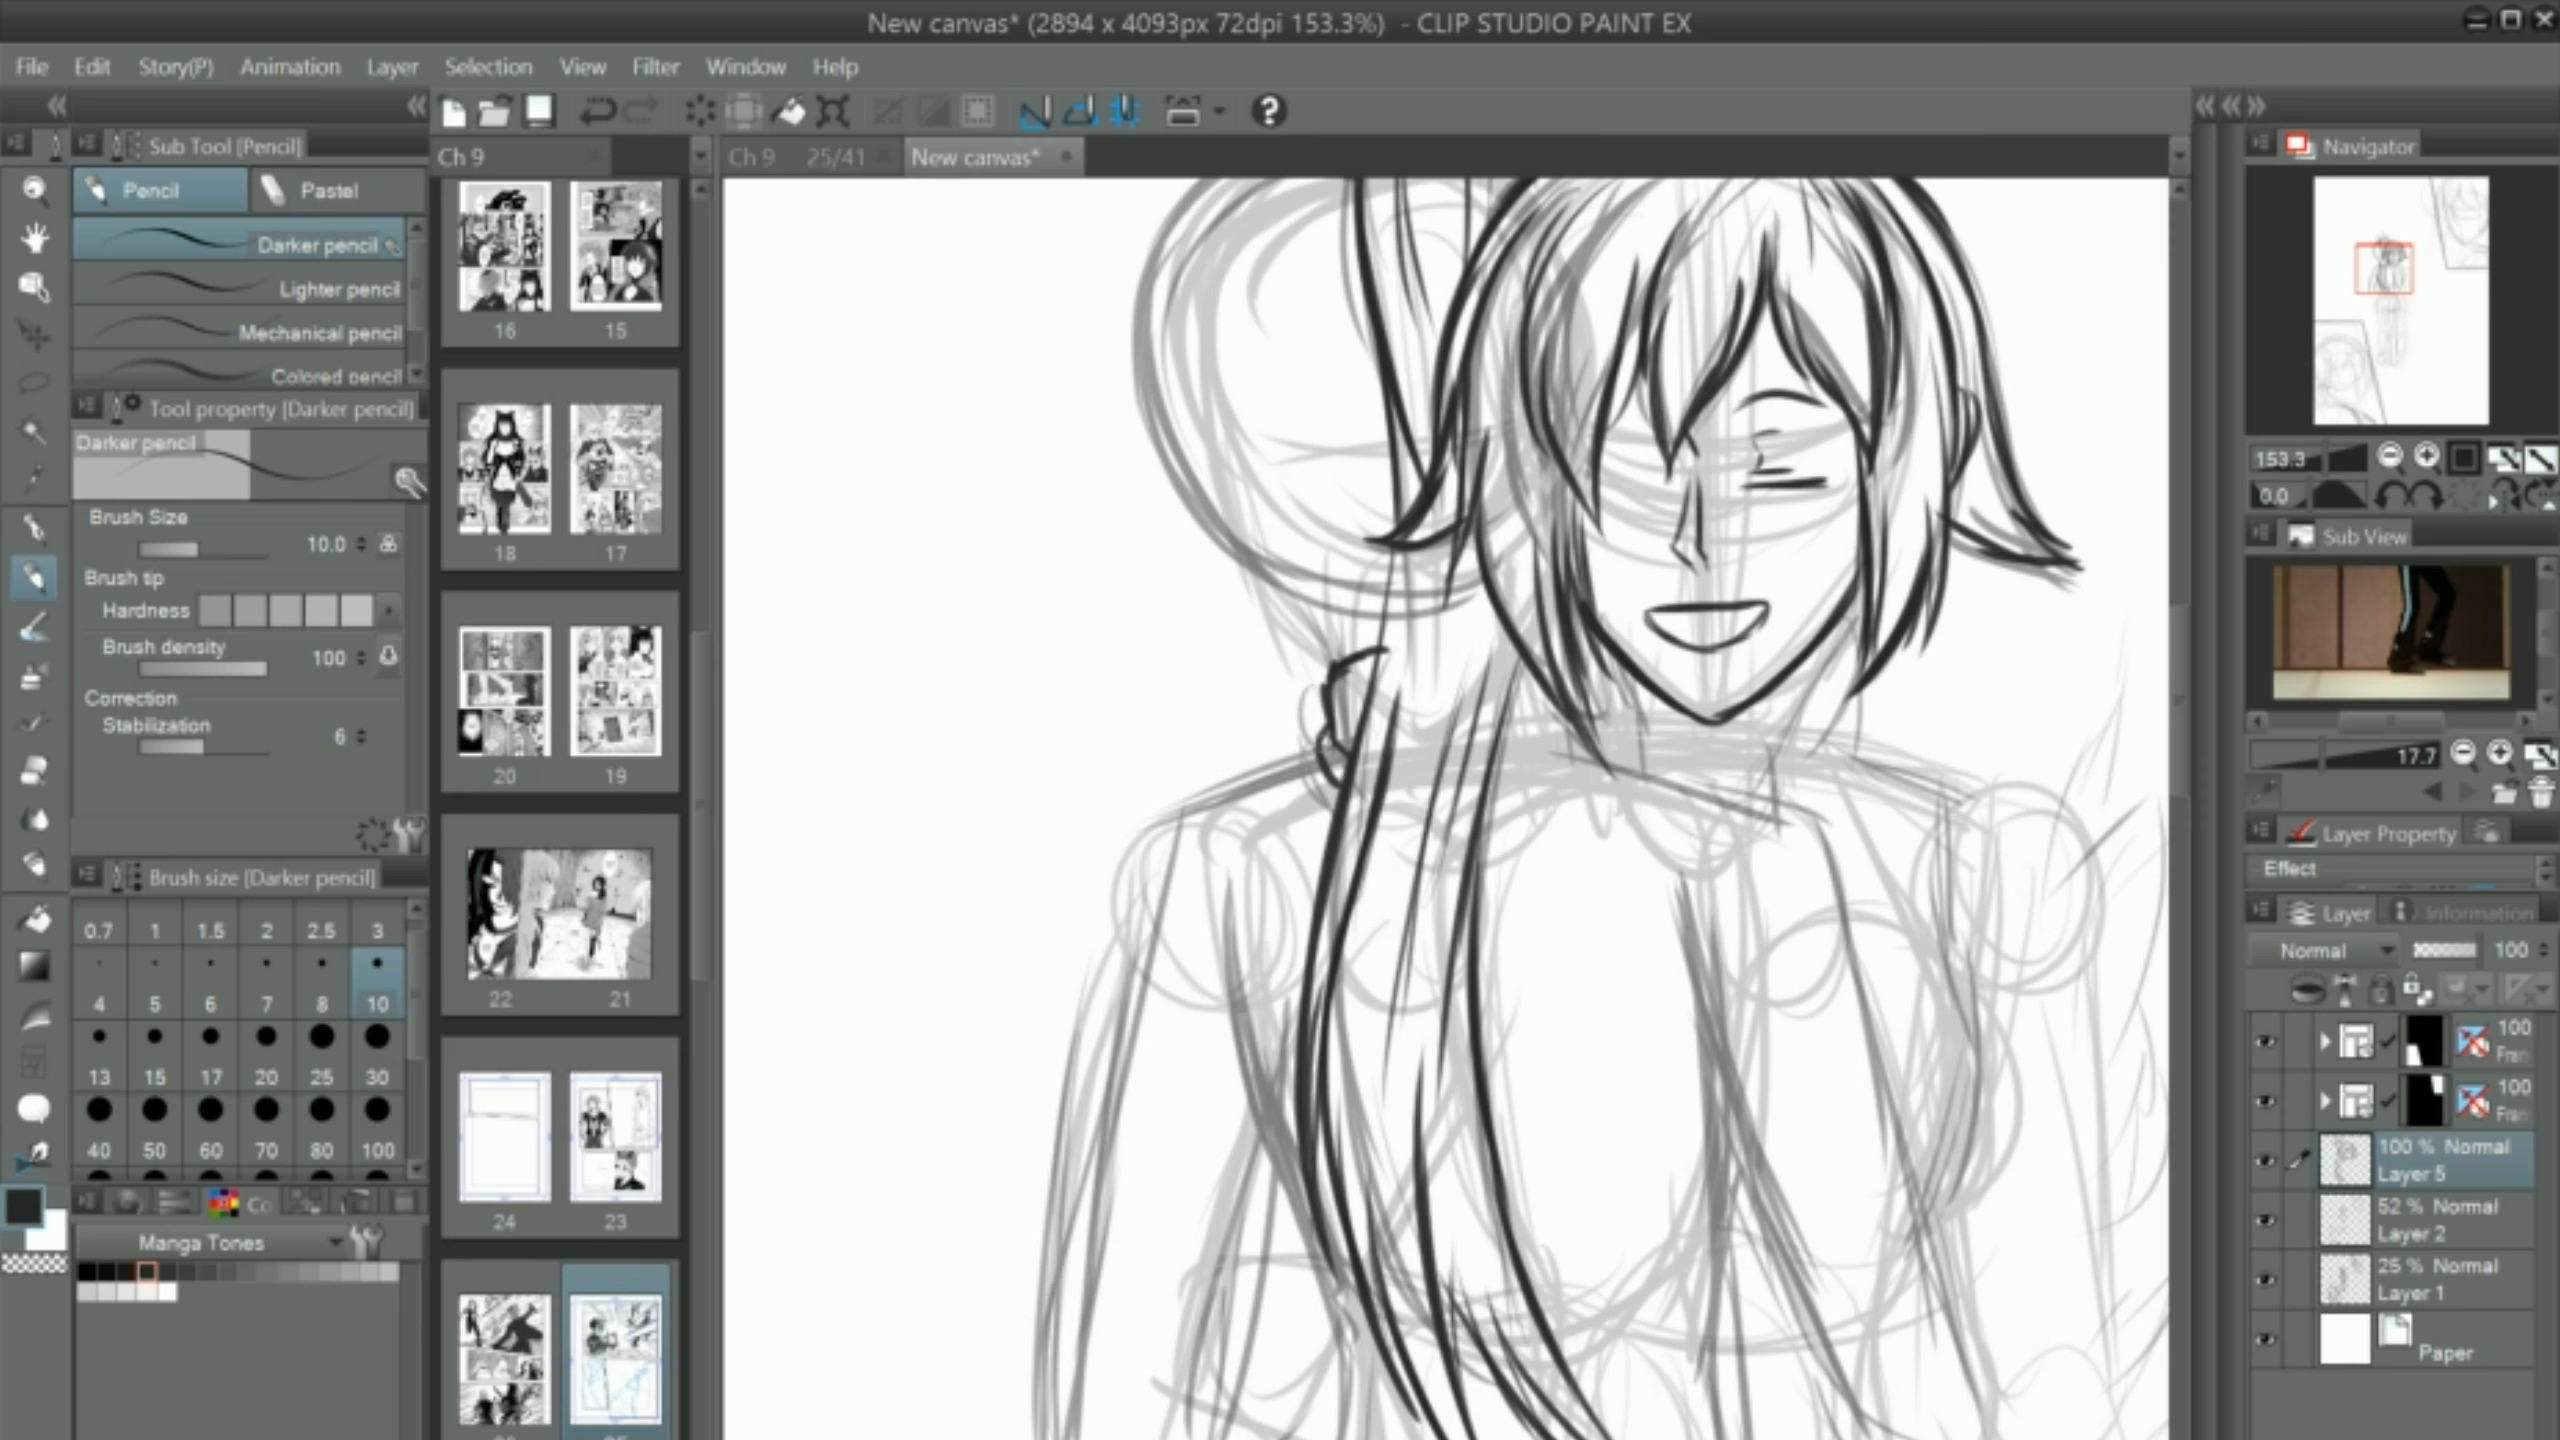 New canvas* (2894 x 4093px 72dpi 153.3%) - CLIP STUDIO PAINT EX
File Edit Story(P) Animation Layer Selection View Filter Window Help
Sub Tool [Pencil]
Pencil Pastel
Darker pencil
Lighter pencil
Mechanical pencil
Colored pencil
Tool property [Darker pencil]
Darker pencil
Brush Size
10.0
Brush tip
Hardness
Brush density
100
Correction
Stabilization
6
Brush size [Darker pencil]
0.7 1 1.5 2 2.5 3
4 5 6 7 8 10
13 15 17 20 25 30
40 50 60 70 80 100
Co
Manga Tones
Ch 9
16 15
18 17
20 19
22 21
24 23
Ch 9 25/41 New canvas*
Navigator
153.3
0.0
Sub View
17.7
Layer Property
Effect
Layer Information
Normal 100
100
Fran
100
Fran
100 % Normal
Layer 5
52 % Normal
Layer 2
25 % Normal
Layer 1
Paper